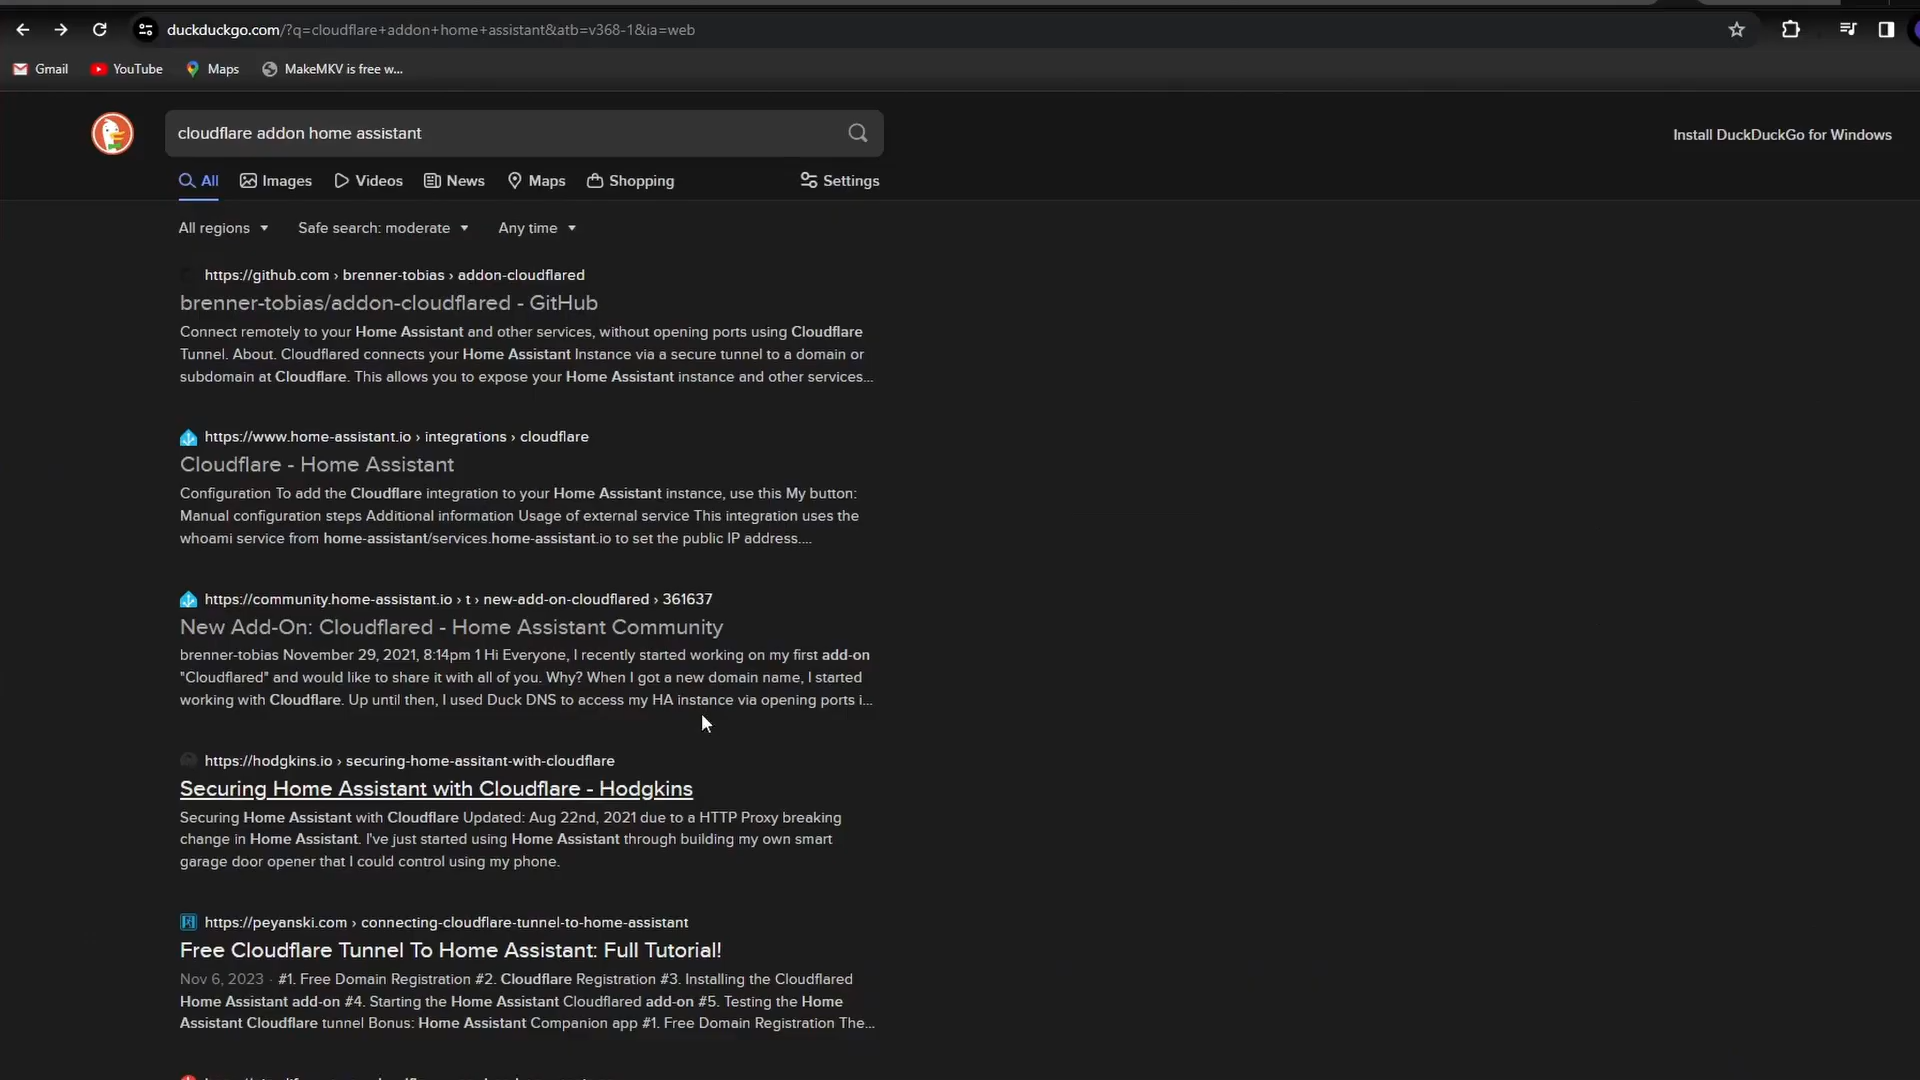 duckduckgo.com/?q=cloudflare+addon+home+assistant&atb=v368-1&ia=web
Gmail
YouTube
Maps
MakeMKV is free w...
cloudflare addon home assistant
Install DuckDuckGo for Windows
All
Images
Videos
News
Maps
Shopping
Settings
All regions
Safe search: moderate
Any time
https://github.com › brenner-tobias › addon-cloudflared
brenner-tobias/addon-cloudflared - GitHub
Connect remotely to your Home Assistant and other services, without opening ports using Cloudflare
Tunnel. About. Cloudflared connects your Home Assistant Instance via a secure tunnel to a domain or
subdomain at Cloudflare. This allows you to expose your Home Assistant instance and other services...
https://www.home-assistant.io › integrations › cloudflare
Cloudflare - Home Assistant
Configuration To add the Cloudflare integration to your Home Assistant instance, use this My button:
Manual configuration steps Additional information Usage of external service This integration uses the
whoami service from home-assistant/services.home-assistant.io to set the public IP address....
https://community.home-assistant.io › t › new-add-on-cloudflared › 361637
New Add-On: Cloudflared - Home Assistant Community
brenner-tobias November 29, 2021, 8:14pm 1 Hi Everyone, I recently started working on my first add-on
"Cloudflared" and would like to share it with all of you. Why? When I got a new domain name, I started
working with Cloudflare. Up until then, I used Duck DNS to access my HA instance via opening ports i...
https://hodgkins.io › securing-home-assitant-with-cloudflare
Securing Home Assistant with Cloudflare - Hodgkins
Securing Home Assistant with Cloudflare Updated: Aug 22nd, 2021 due to a HTTP Proxy breaking
change in Home Assistant. I've just started using Home Assistant through building my own smart
garage door opener that I could control using my phone.
https://peyanski.com › connecting-cloudflare-tunnel-to-home-assistant
Free Cloudflare Tunnel To Home Assistant: Full Tutorial!
Nov 6, 2023 · #1. Free Domain Registration #2. Cloudflare Registration #3. Installing the Cloudflared
Home Assistant add-on #4. Starting the Home Assistant Cloudflared add-on #5. Testing the Home
Assistant Cloudflare tunnel Bonus: Home Assistant Companion app #1. Free Domain Registration The...